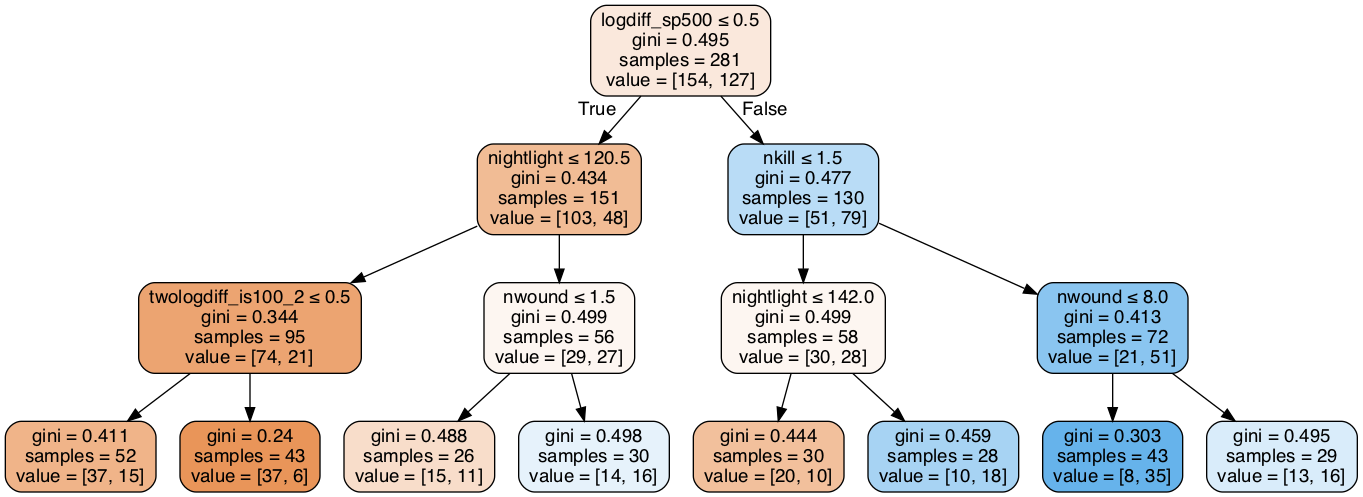 logdiff_sp500 ≤ 0.5
gini = 0.495
samples = 281
value = [154, 127]
True
False
nightlight ≤ 120.5
gini = 0.434
samples = 151
value = [103, 48]
nkill ≤ 1.5
gini = 0.477
samples = 130
value = [51, 79]
twologdiff_is100_2 ≤ 0.5
gini = 0.344
samples = 95
value = [74, 21]
nwound ≤ 1.5
gini = 0.499
samples = 56
value = [29, 27]
nightlight ≤ 142.0
gini = 0.499
samples = 58
value = [30, 28]
nwound ≤ 8.0
gini = 0.413
samples = 72
value = [21, 51]
gini = 0.411
samples = 52
value = [37, 15]
gini = 0.24
samples = 43
value = [37, 6]
gini = 0.488
samples = 26
value = [15, 11]
gini = 0.498
samples = 30
value = [14, 16]
gini = 0.444
samples = 30
value = [20, 10]
gini = 0.459
samples = 28
value = [10, 18]
gini = 0.303
samples = 43
value = [8, 35]
gini = 0.495
samples = 29
value = [13, 16]